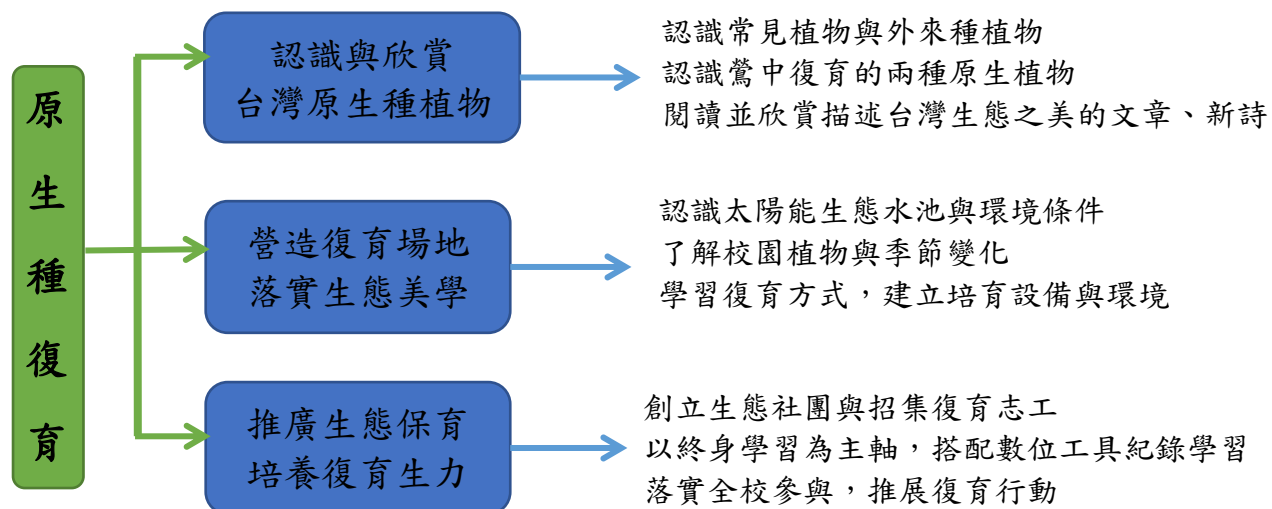 原生種復育
認識與欣賞
台灣原生種植物
認識常見植物與外來種植物
認識鶯中復育的兩種原生植物
閱讀並欣賞描述台灣生態之美的文章、新詩
營造復育場地
落實生態美學
認識太陽能生態水池與環境條件
了解校園植物與季節變化
學習復育方式，建立培育設備與環境
推廣生態保育
培養復育生力
創立生態社團與招集復育志工
以終身學習為主軸，搭配數位工具紀錄學習
落實全校參與，推展復育行動